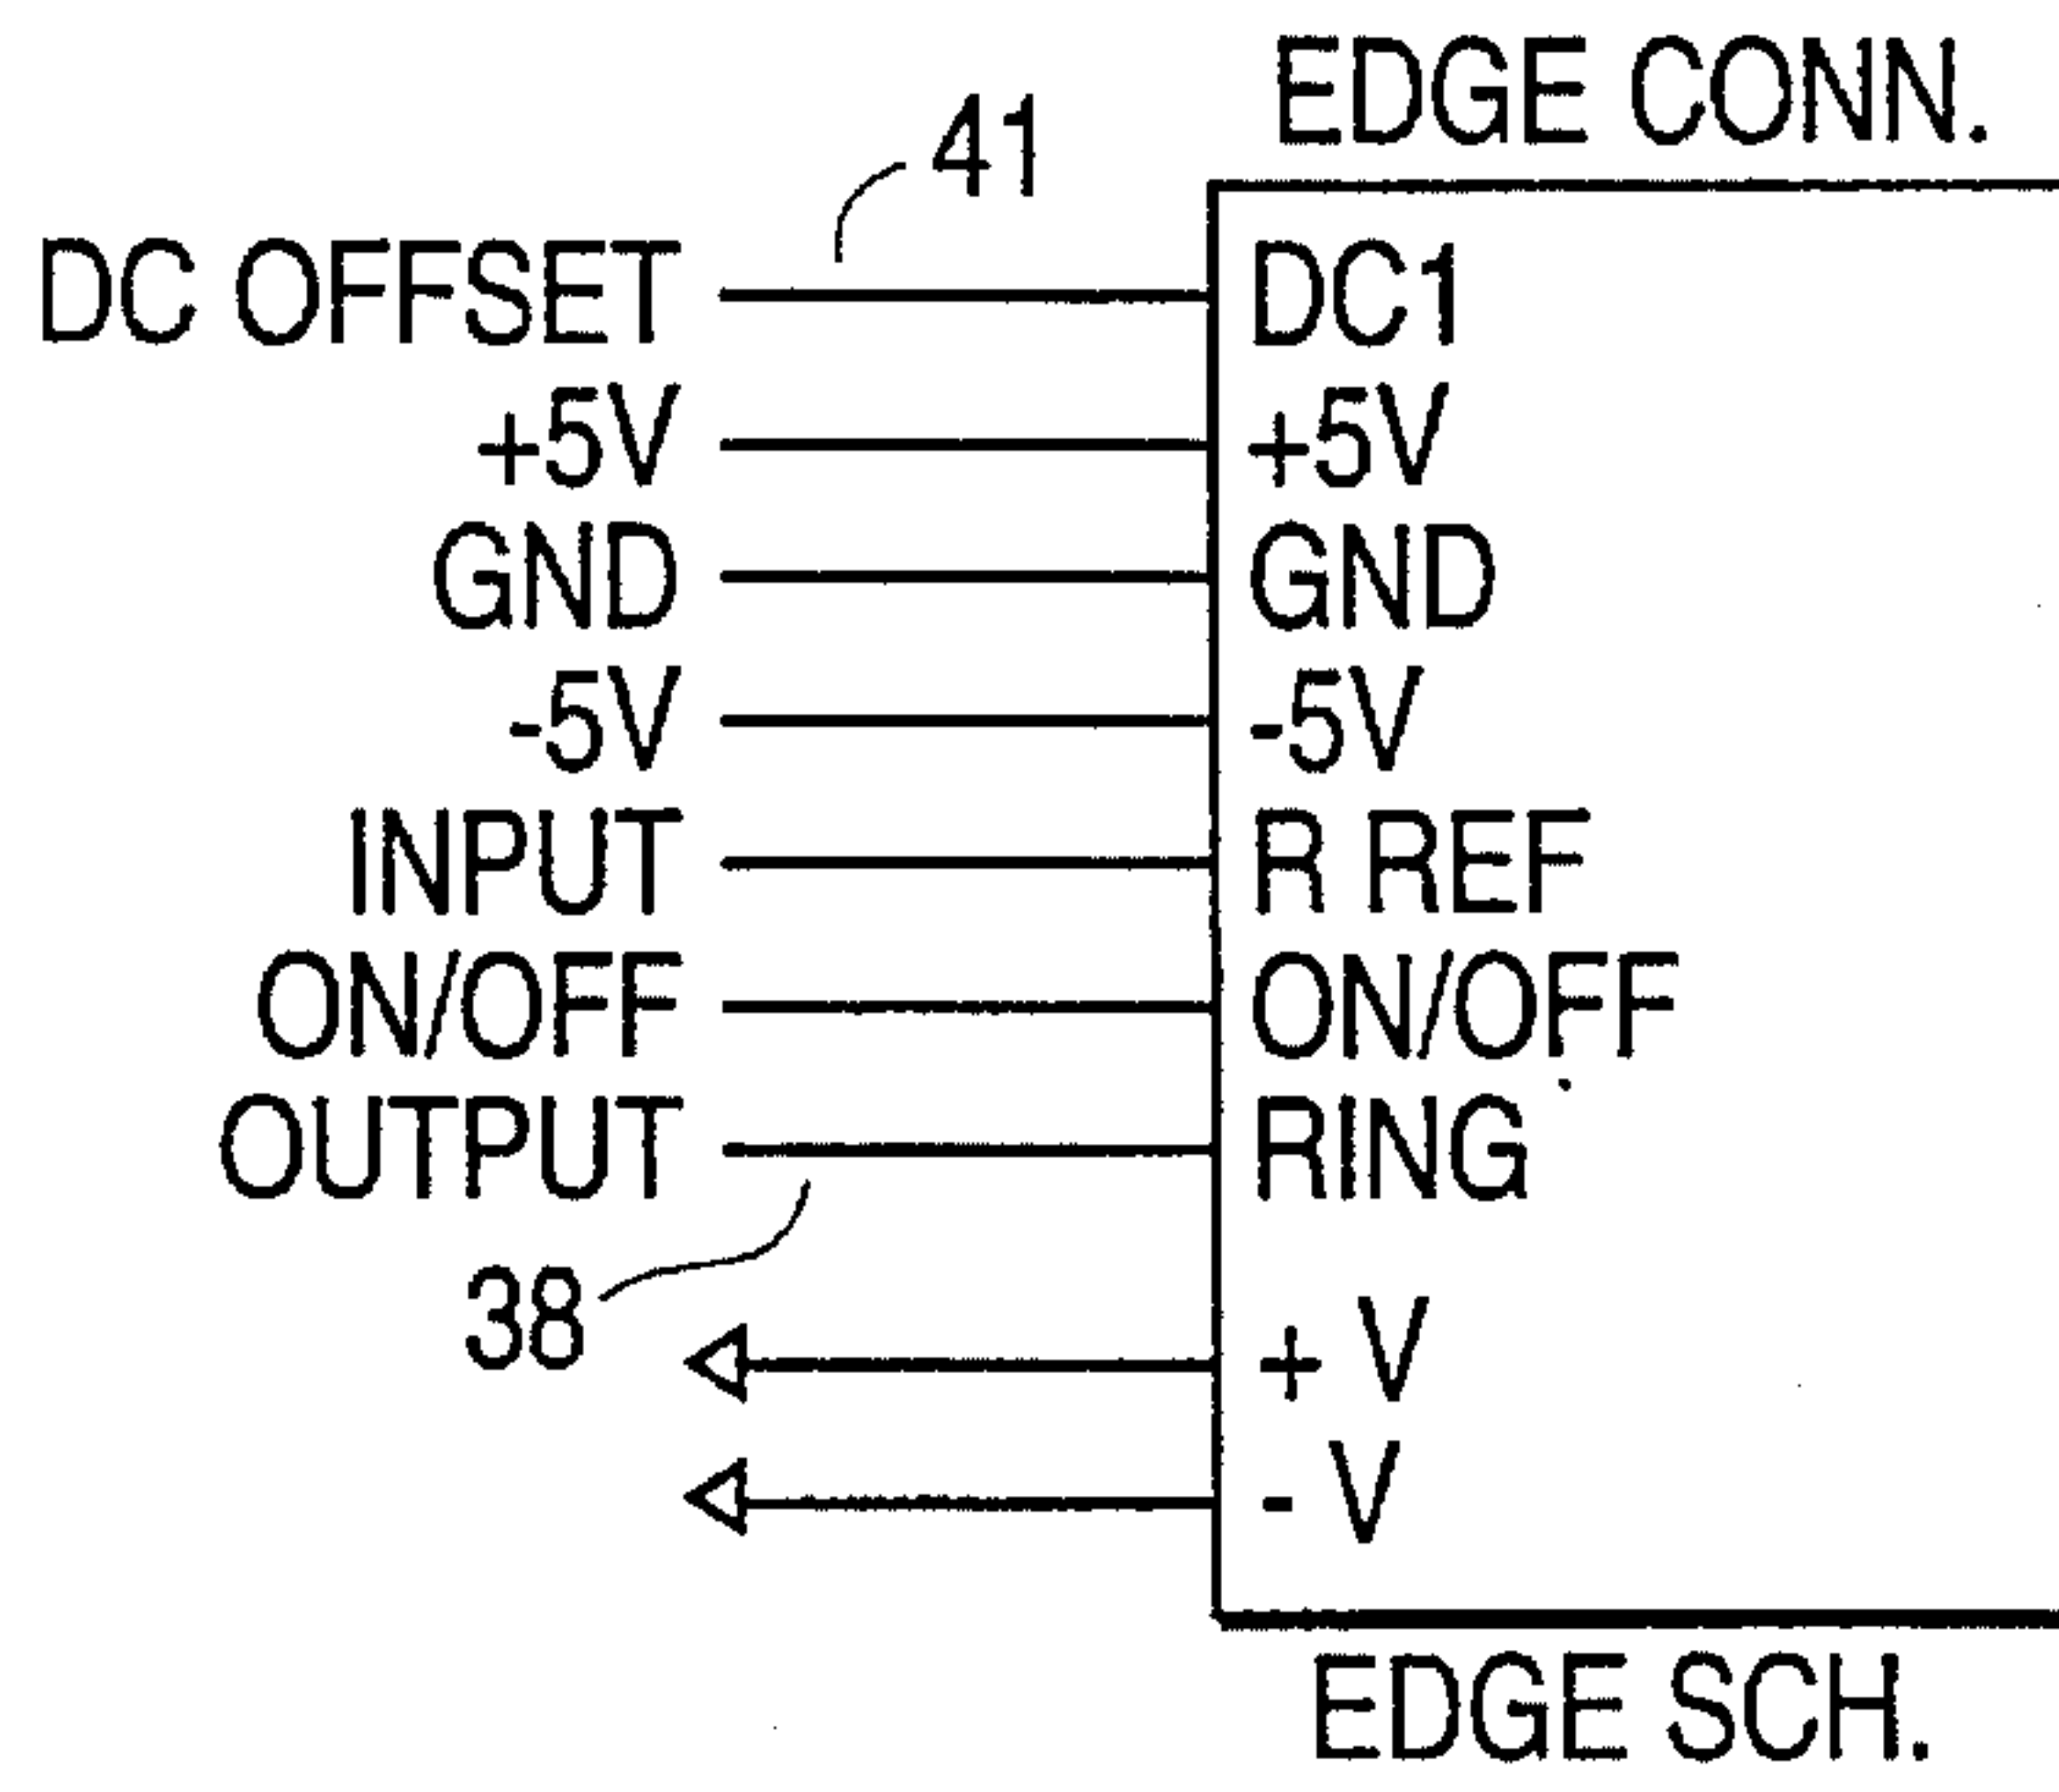 EDGE CONN.
41
DC OFFSET DC1
+5V +5V
GND GND
-5V -5V
INPUT R REF
ON/OFF ON/OFF
OUTPUT RING
38
+ V
- V
EDGE SCH.